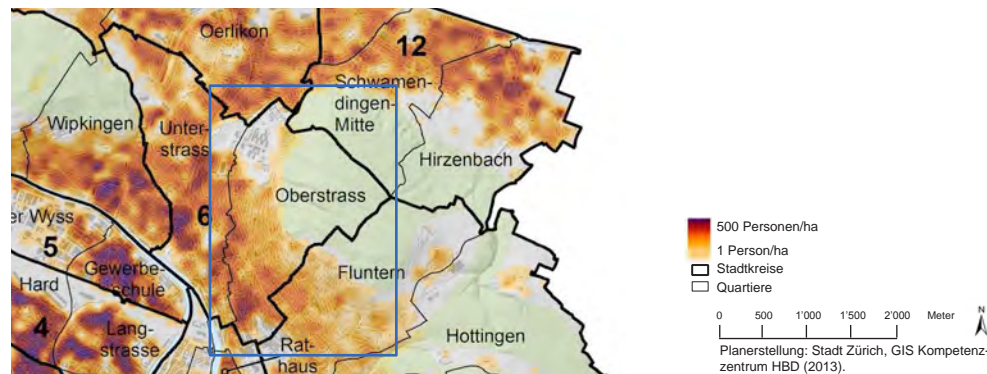 Oerlikon
12
Schwamen-
dingen-
Mitte
Wipkingen
Unter-
strass
Hirzenbach
Oberstrass
er Wyss
6
5
Fluntern
Gewerbe-
schule
Hard
4
Lang-
strasse
Hottingen
Rat-
haus
500 Personen/ha
1 Person/ha
Stadtkreise
Quartiere
0 500 1'000 1'500 2'000 Meter
N
Planerstellung: Stadt Zürich, GIS Kompetenz-
zentrum HBD (2013).